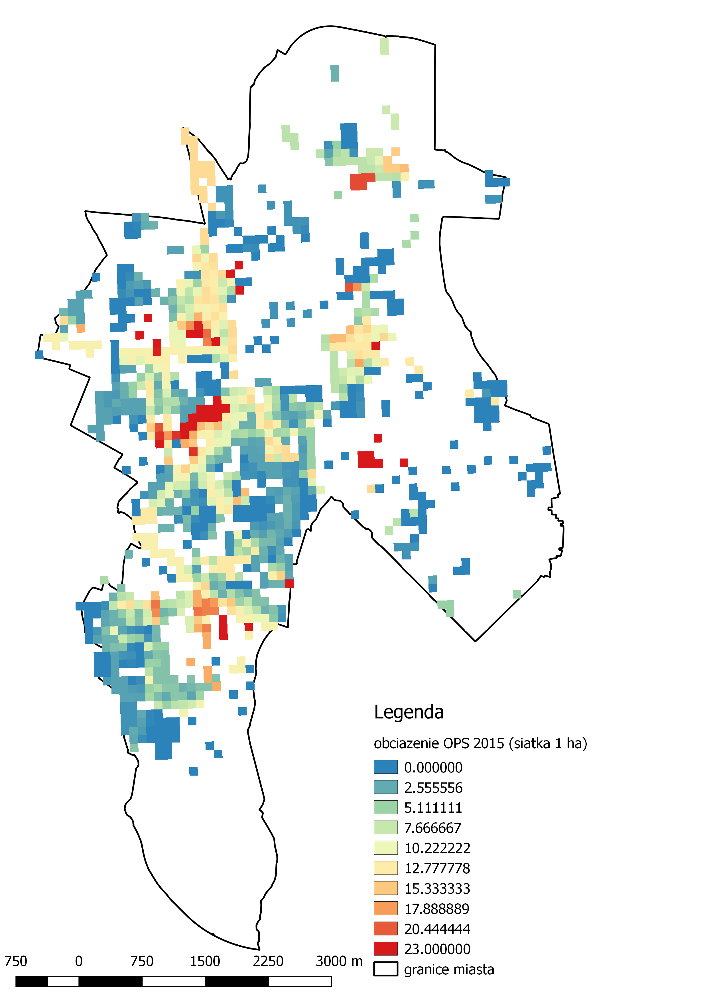 Legenda
obciazenie OPS 2015 (siatka 1 ha)
0.000000
2.555556
5.111111
7.666667
10.222222
12.777778
15.333333
17.888889
20.444444
23.000000
granice miasta
750 0 750 1500 2250 3000 m